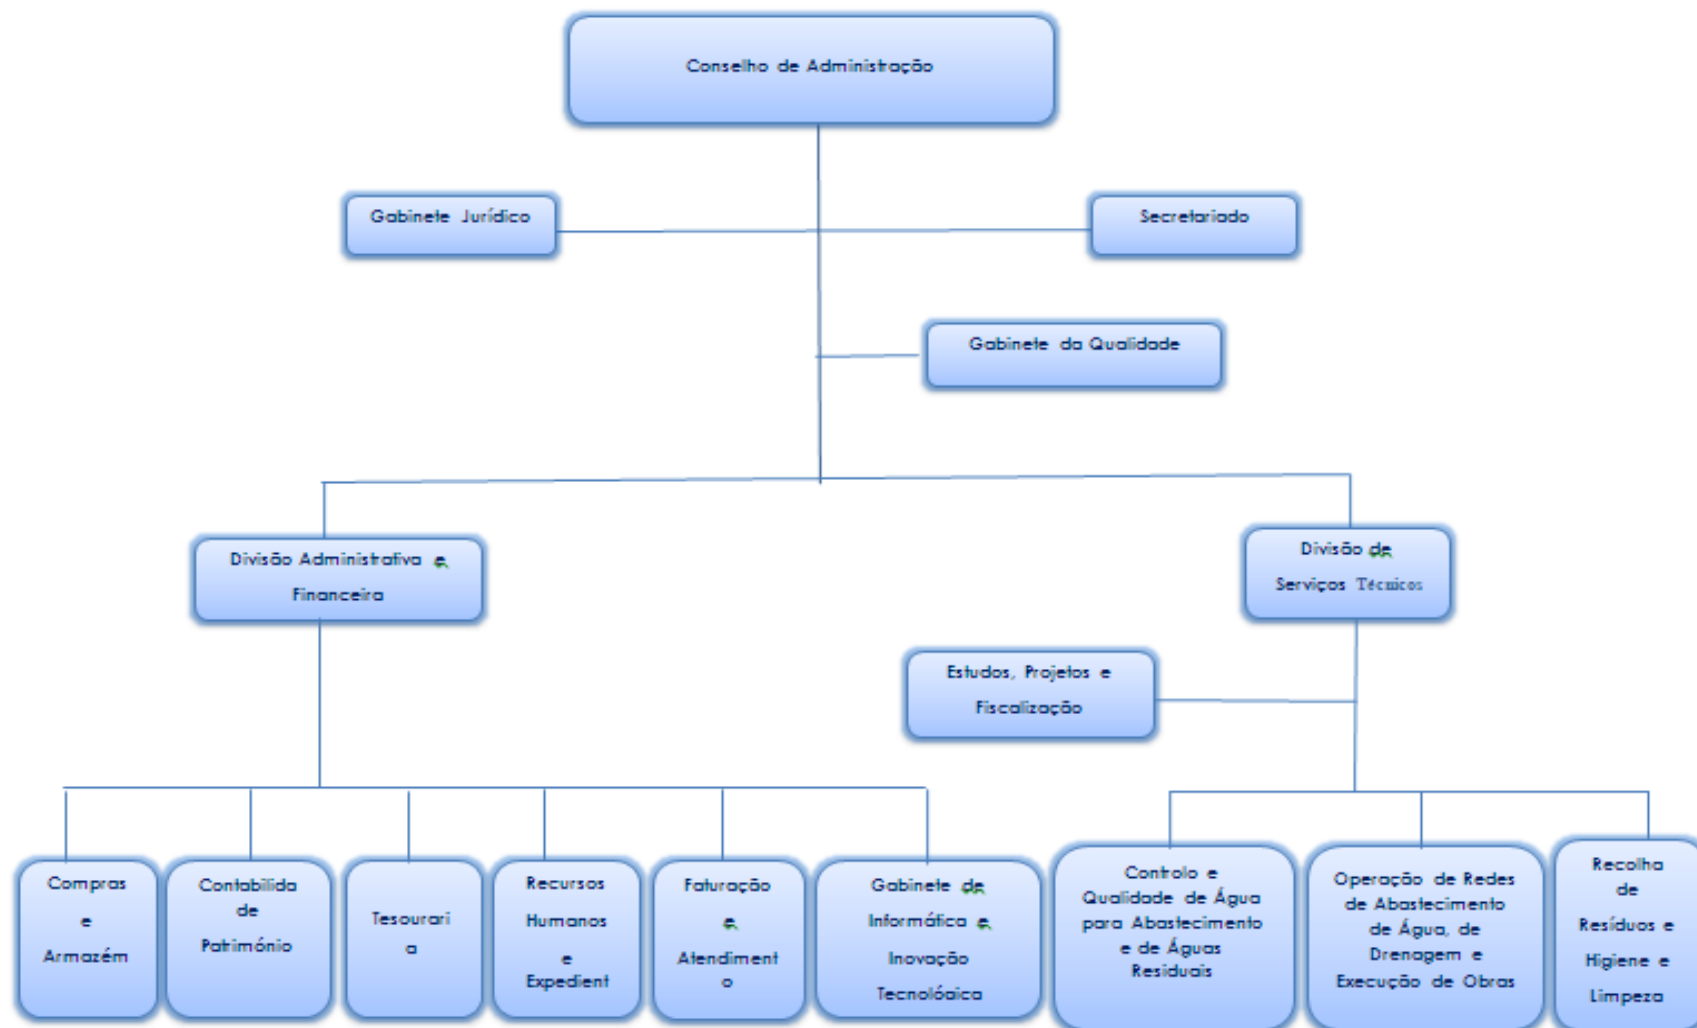 Conselho de Administração
Gabinete Jurídico
Secretariado
Gabinete da Qualidade
Divisão Administrativa e
Financeira
Divisão de
Serviços Técnicos
Estudos, Projetos e
Fiscalização
Compras
e
Armazém
Contabilida
de
Património
Tesourari
a
Recursos
Humanos
e
Expedient
Faturação
e
Atendiment
o
Gabinete de
Informática e
Inovação
Tecnológica
Controlo e
Qualidade de Água
para Abastecimento
e de Águas
Residuais
Operação de Redes
de Abastecimento
de Água, de
Drenagem e
Execução de Obras
Recolha
de
Resíduos e
Higiene e
Limpeza